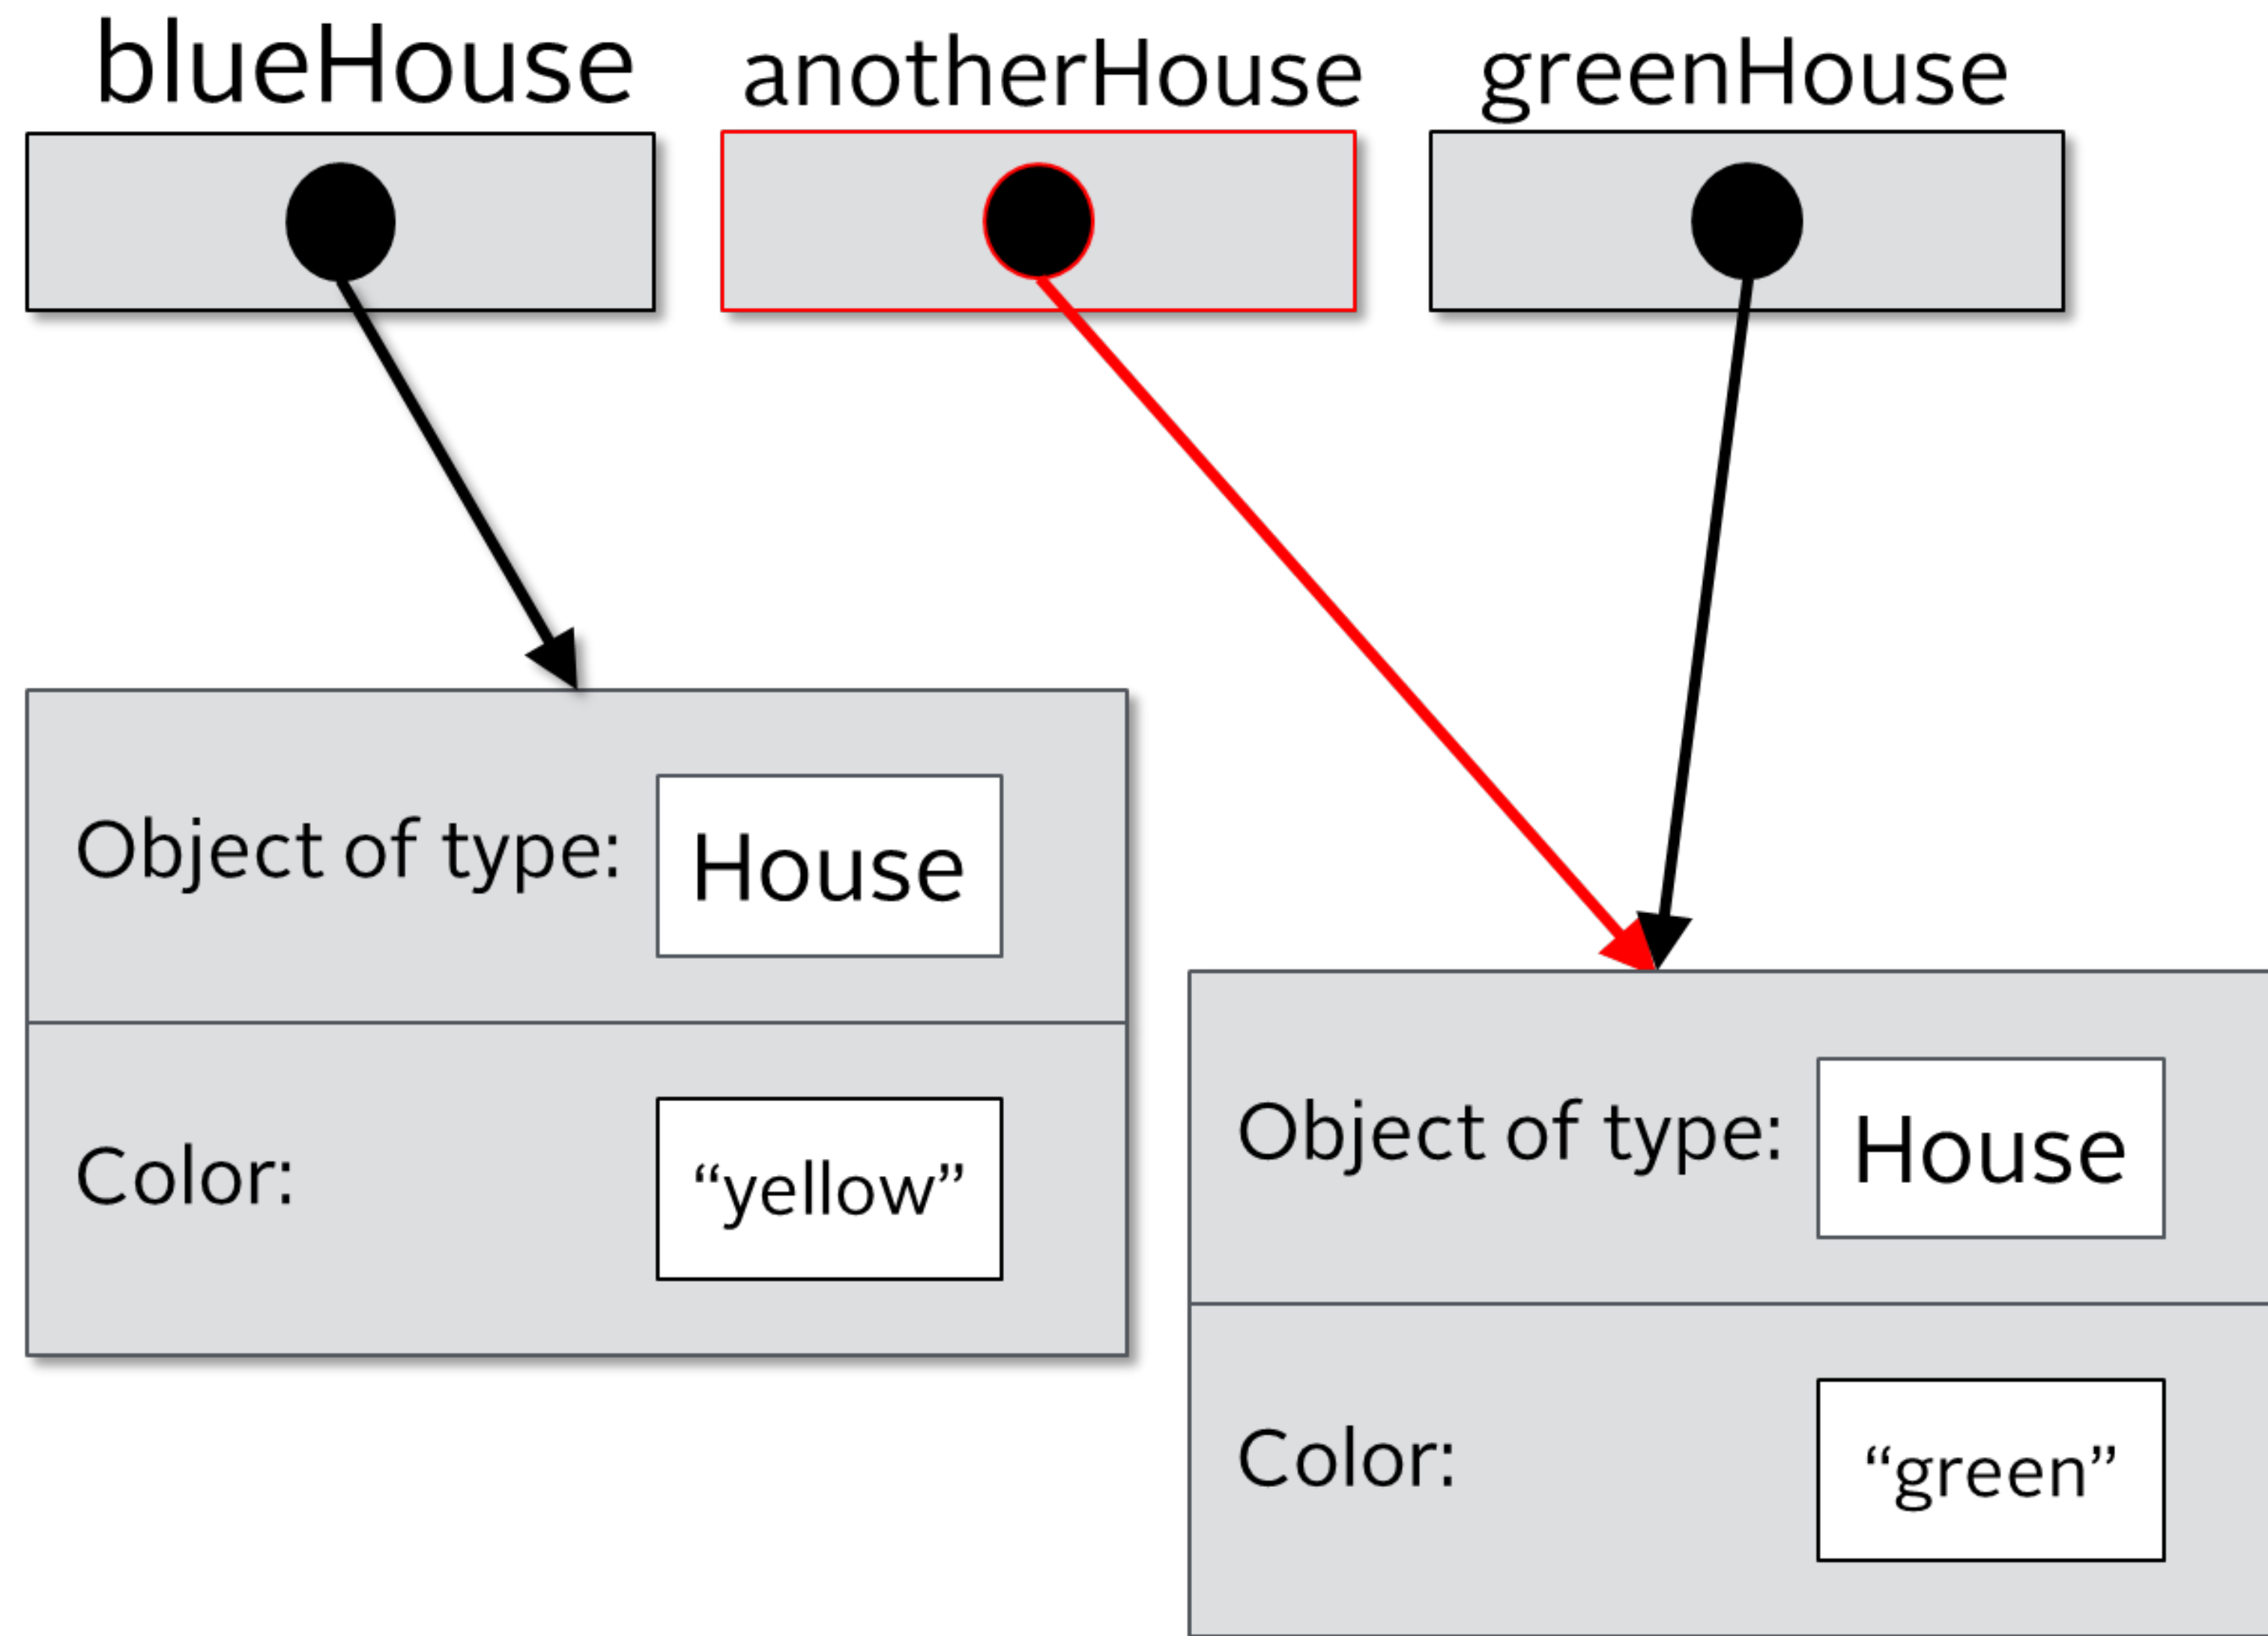 blueHouse
anotherHouse
greenHouse
Object of type: House
Color: “yellow”
Object of type: House
Color: “green”